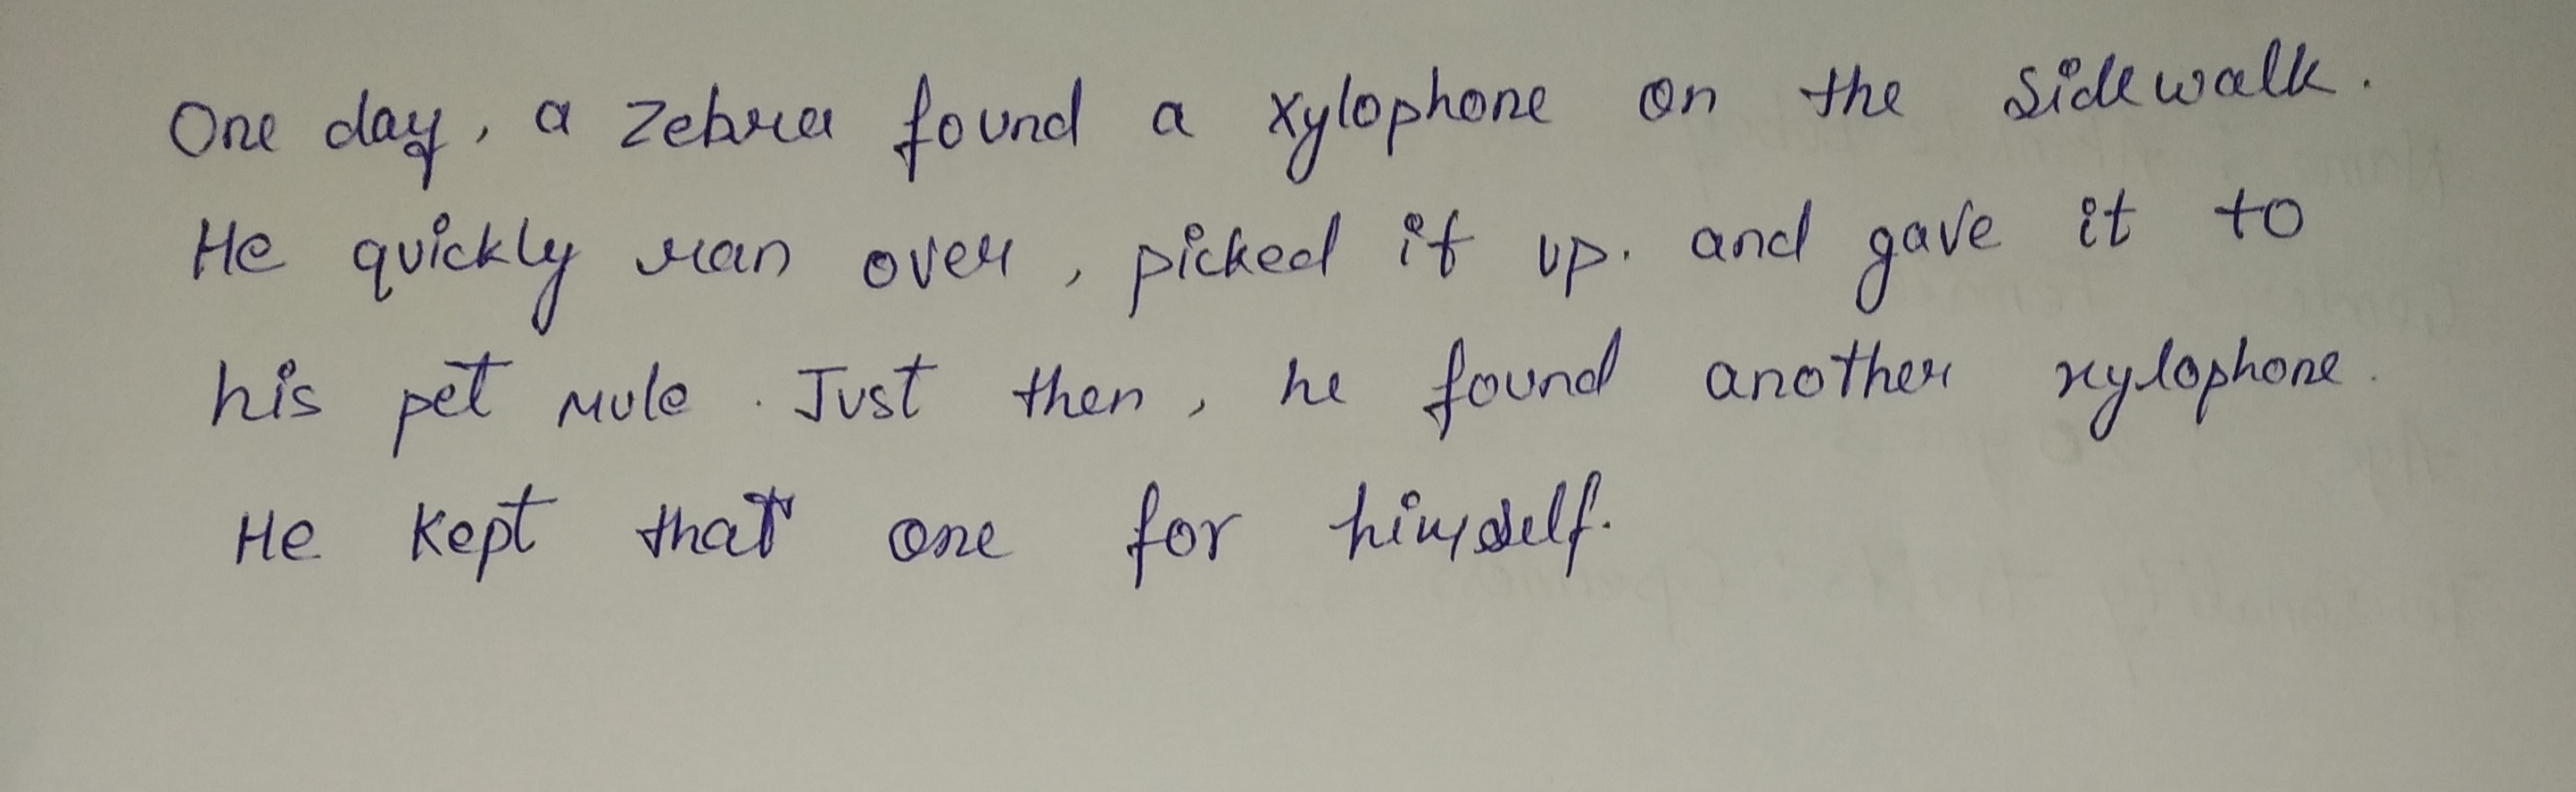 One day, a zebra found a xylophone on the sidewalk.
He quickly ran over, picked it up. and gave it to
his pet mule. Just then, he found another xylophone.
He kept that one for himself.